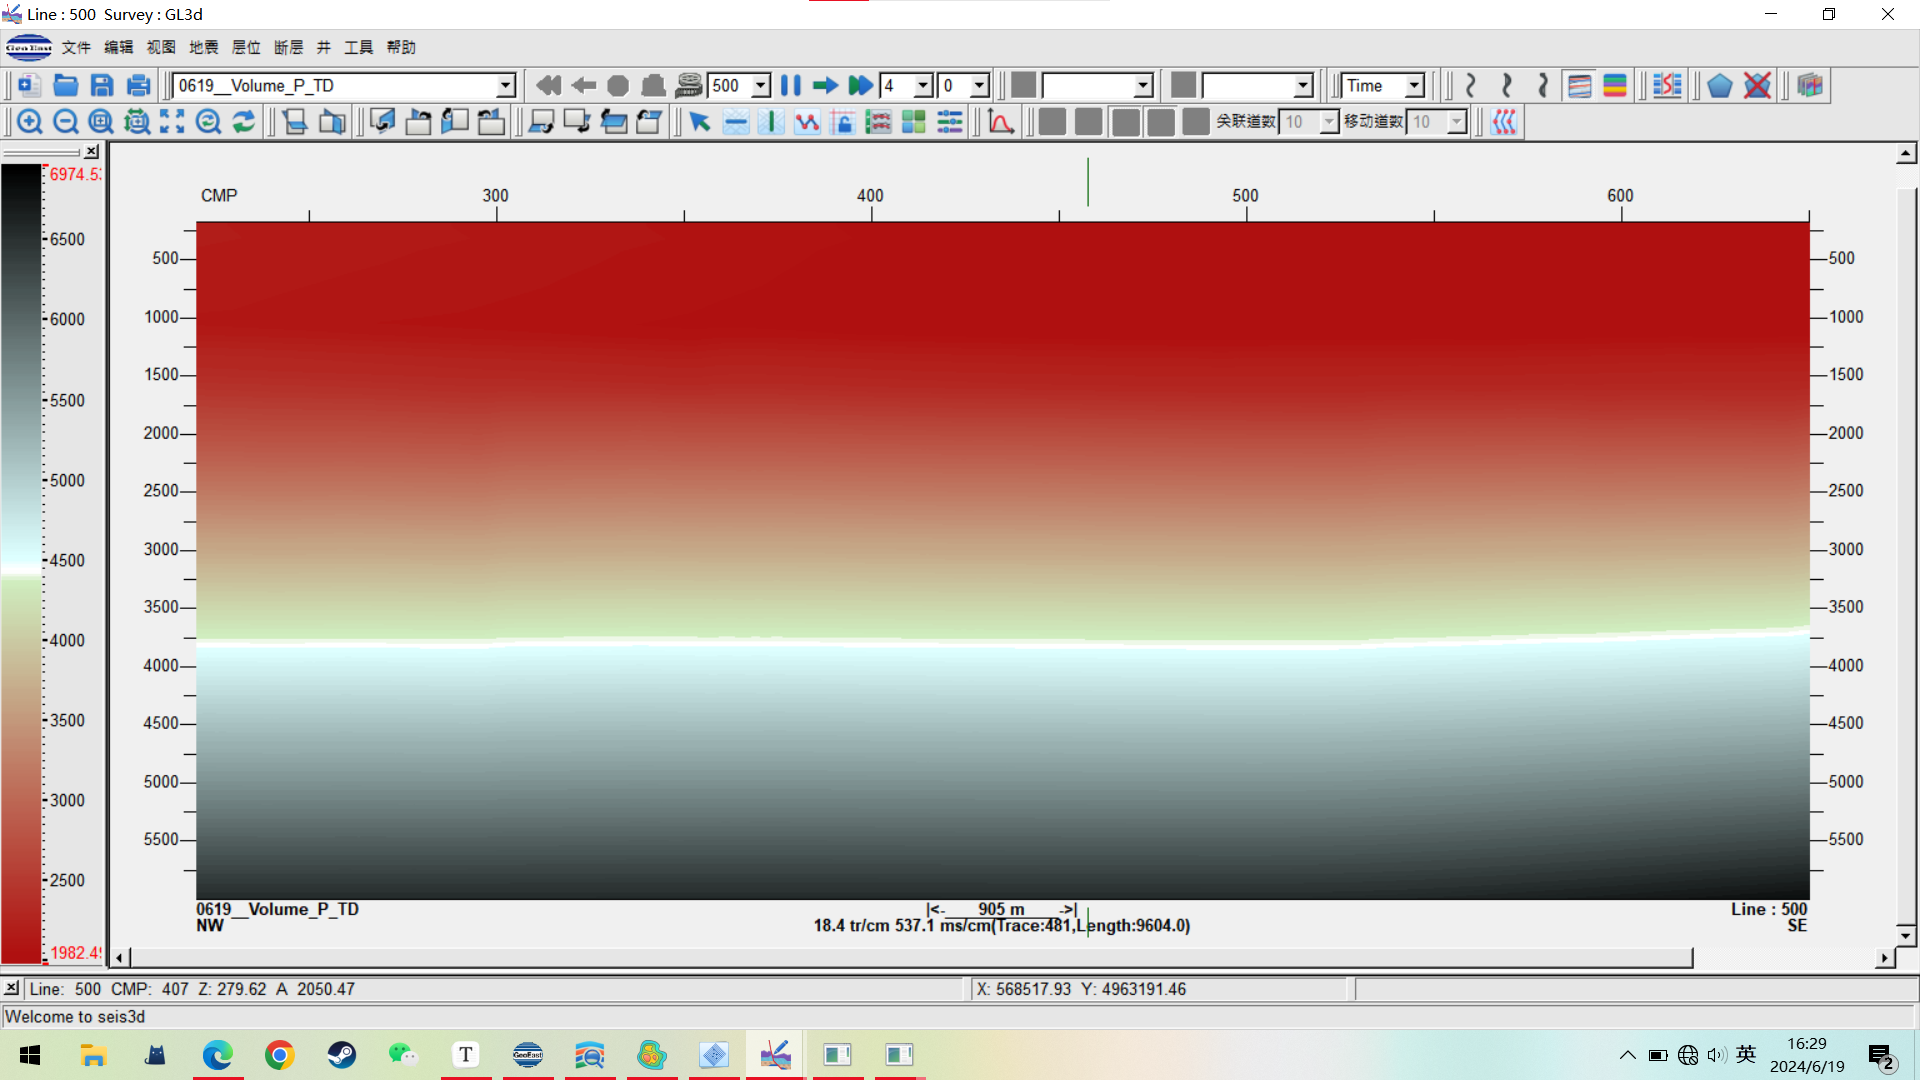 Line : 500 Survey : GL3d
GeoEast 文件 编辑 视图 地震 层位 断层 井 工具 帮助
0619__Volume_P_TD 500 4 0 Time
关联道数 10 移动道数 10
6974.5
6500
6000
5500
5000
4500
4000
3500
3000
2500
1982.4
CMP 300 400 500 600
500 500
1000 1000
1500 1500
2000 2000
2500 2500
3000 3000
3500 3500
4000 4000
4500 4500
5000 5000
5500 5500
0619__Volume_P_TD |<- 905 m ->| Line : 500
NW 18.4 tr/cm 537.1 ms/cm(Trace:481,Length:9604.0) SE
Line: 500 CMP: 407 Z: 279.62 A 2050.47 X: 568517.93 Y: 4963191.46
Welcome to seis3d
T GeoEast 英 16:29
2024/6/19 2